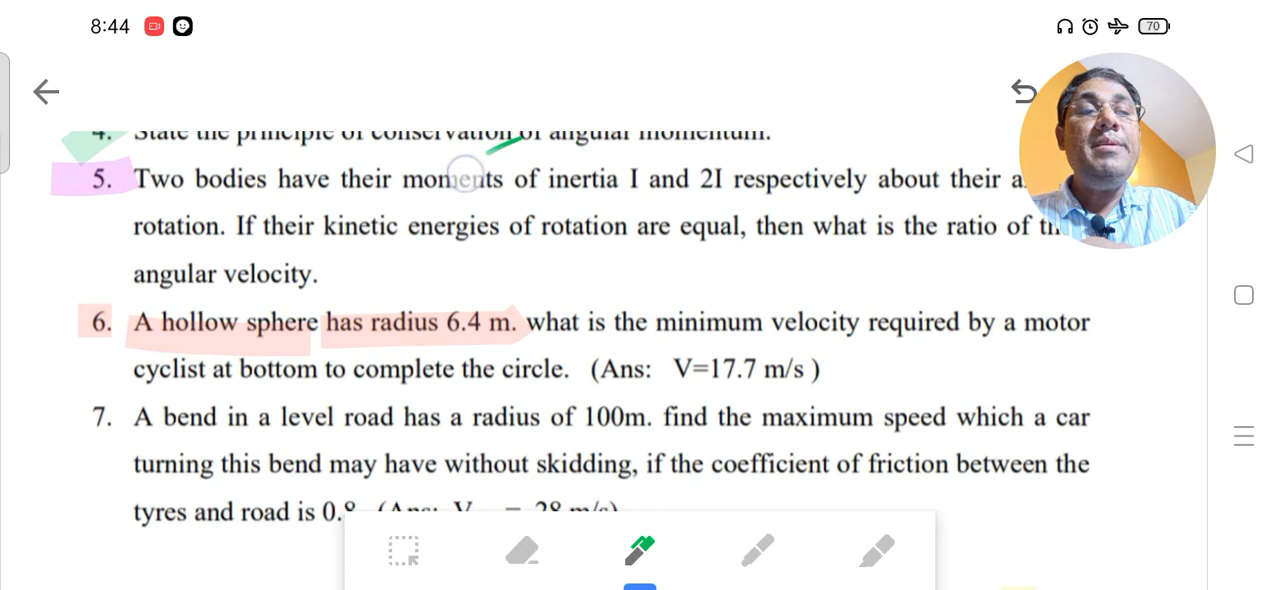 8:44
70
4. State the principle of conservation of angular momentum.
5. Two bodies have their moments of inertia I and 2I respectively about their
rotation. If their kinetic energies of rotation are equal, then what is the ratio of
angular velocity.
6. A hollow sphere has radius 6.4 m. what is the minimum velocity required by a motor
cyclist at bottom to complete the circle. (Ans: V=17.7 m/s )
7. A bend in a level road has a radius of 100m. find the maximum speed which a car
turning this bend may have without skidding, if the coefficient of friction between the
tyres and road is 0.8 (Ans: V = 28 m/s)